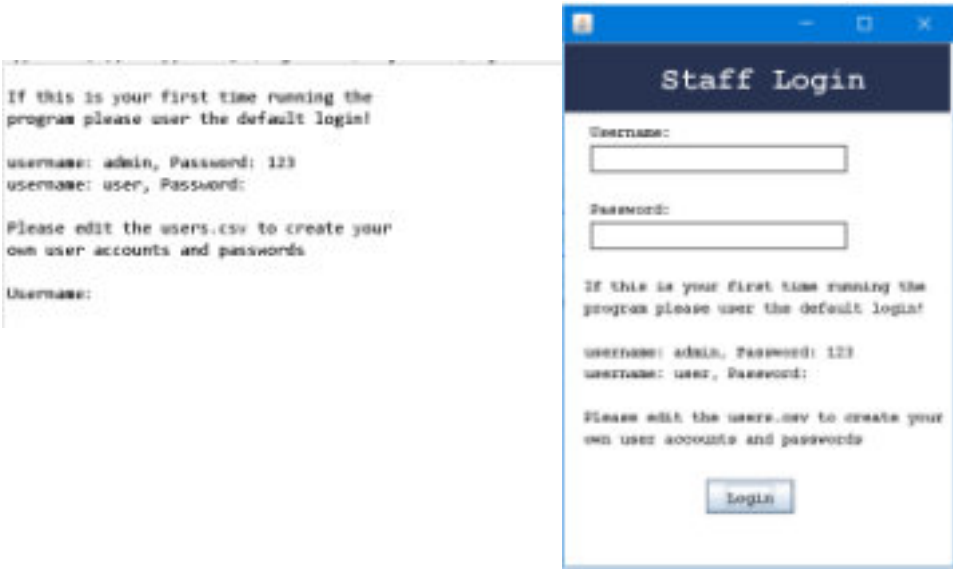 If this is your first time running the
program please user the default login!
username: admin, Password: 123
username: user, Password:
Please edit the users.csv to create your
own user accounts and passwords
Username:
Staff Login
Username:
Password:
If this is your first time running the
program please user the default login!
username: admin, Password: 123
username: user, Password:
Please edit the users.csv to create your
own user accounts and passwords
Login